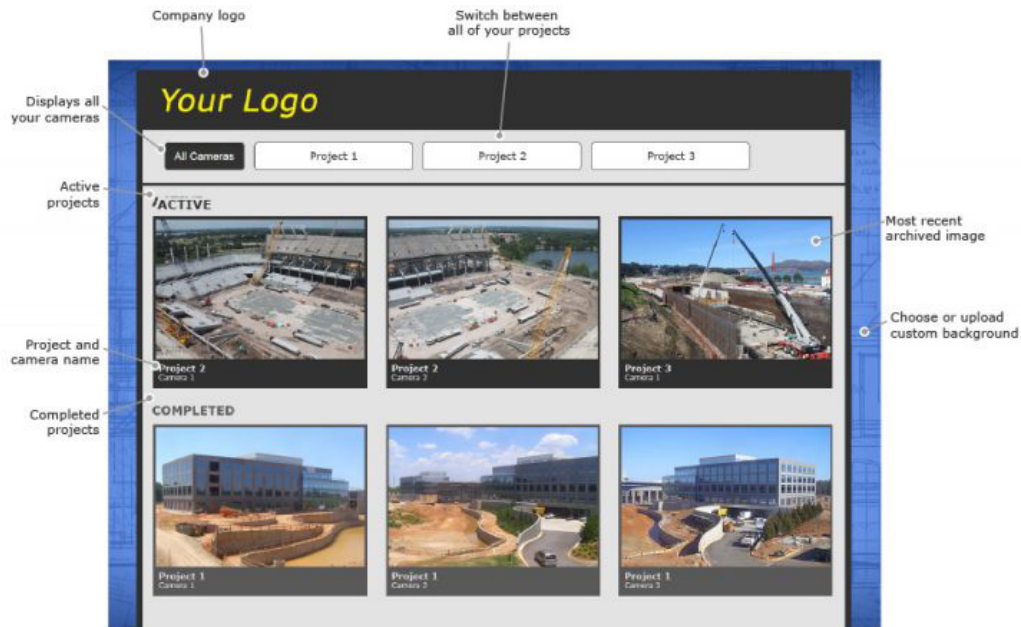 Company logo
Switch between
all of your projects
Displays all
your cameras
Your Logo
All Cameras
Project 1
Project 2
Project 3
Active
projects
ACTIVE
Most recent
archived image
Choose or upload
custom background
Project and
camera name
Project 2
Camera 1
Project 2
Camera 2
Project 3
Camera 1
Completed
projects
COMPLETED
Project 1
Camera 1
Project 1
Camera 2
Project 1
Camera 3